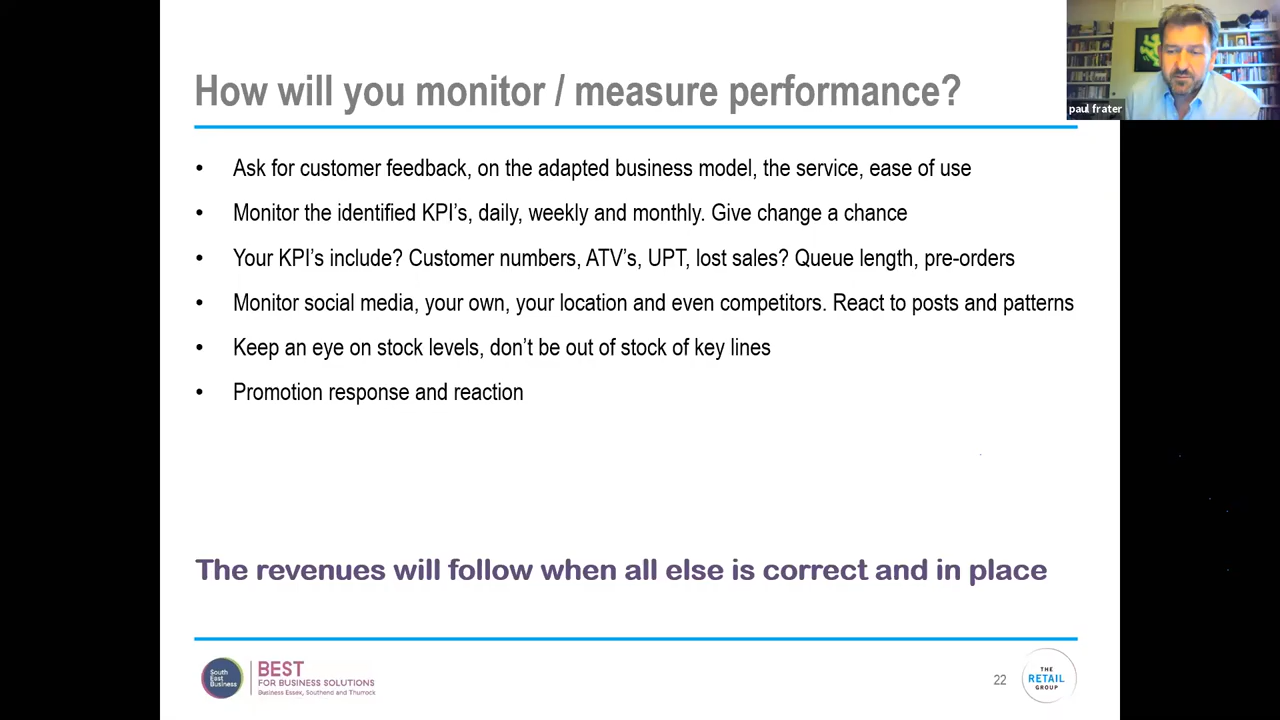 How will you monitor / measure performance?
paul frater
• Ask for customer feedback, on the adapted business model, the service, ease of use
• Monitor the identified KPI’s, daily, weekly and monthly. Give change a chance
• Your KPI’s include? Customer numbers, ATV’s, UPT, lost sales? Queue length, pre-orders
• Monitor social media, your own, your location and even competitors. React to posts and patterns
• Keep an eye on stock levels, don’t be out of stock of key lines
• Promotion response and reaction
The revenues will follow when all else is correct and in place
South
East
Business
BEST
FOR BUSINESS SOLUTIONS
Business Essex, Southend and Thurrock
22
THE
RETAIL
GROUP